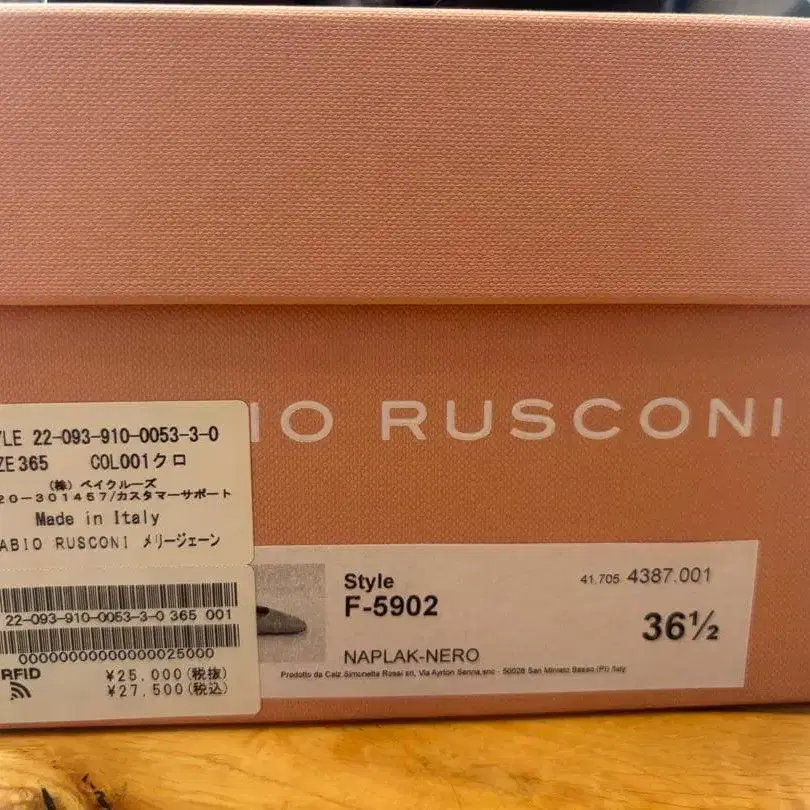 IO RUSCONI
YLE 22-093-910-0053-3-0
ZE365 COL001クロ
(株) ベイクルーズ
20-301457/カスタマーサポート
Made in Italy
ABIO RUSCONI メリージェーン
22-093-910-0053-3-0 365 001
00000000000000025000
RFID
¥25,000(税抜)
¥27,500(税込)
Style
F-5902
41.705 4387.001
36½
NAPLAK-NERO
Prodotto da Calz.Simonetta Rossi srl, Via Ayrton Senna,snc - 50028 San Miniato Basso (PI) Italy